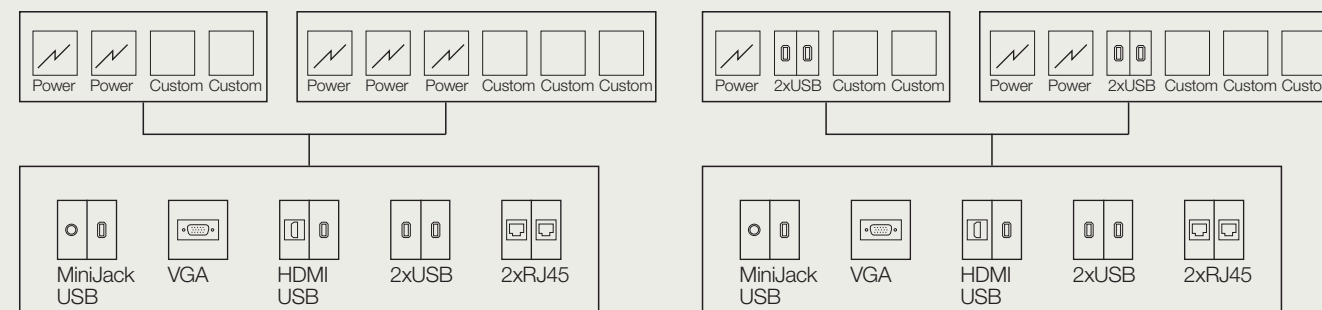 Power Power Custom Custom
Power Power Power Custom Custom Custom
Power 2xUSB Custom Custom
Power Power 2xUSB Custom Custom Custo
MiniJack USB
VGA
HDMI USB
2xUSB
2xRJ45
MiniJack USB
VGA
HDMI USB
2xUSB
2xRJ45